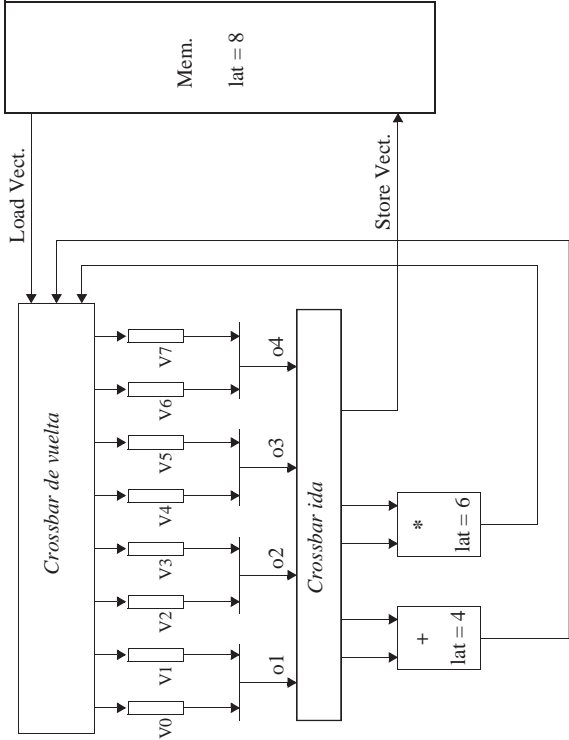 Mem.
lat = 8
Load Vect.
Store Vect.
Crossbar de vuelta
V0
V1
V2
V3
V4
V5
V6
V7
o1
o2
o3
o4
Crossbar ida
+
lat = 4
*
lat = 6